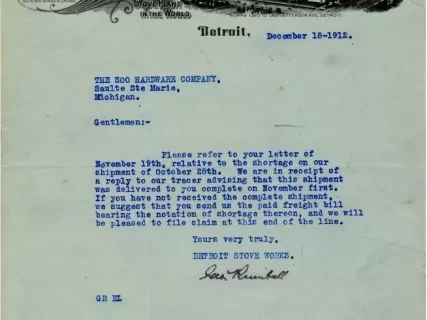 STOVE PLANT
IN THE WORLD.
Detroit, December 18-1912.
THE SOO HARDWARE COMPANY,
Saulte Ste Marie,
Michigan.
Gentlemen:-
Please refer to your letter of
November 19th, relative to the shortage on our
shipment of October 28th. We are in receipt of
a reply to our tracer advising that this shipment
was delivered to you complete on November first.
If you have not received the complete shipment,
we suggest that you send us the paid freight bill
bearing the notation of shortage thereon, and we will
be pleased to file claim at this end of the line.
Yours very truly,
DETROIT STOVE WORKS.
GR EL